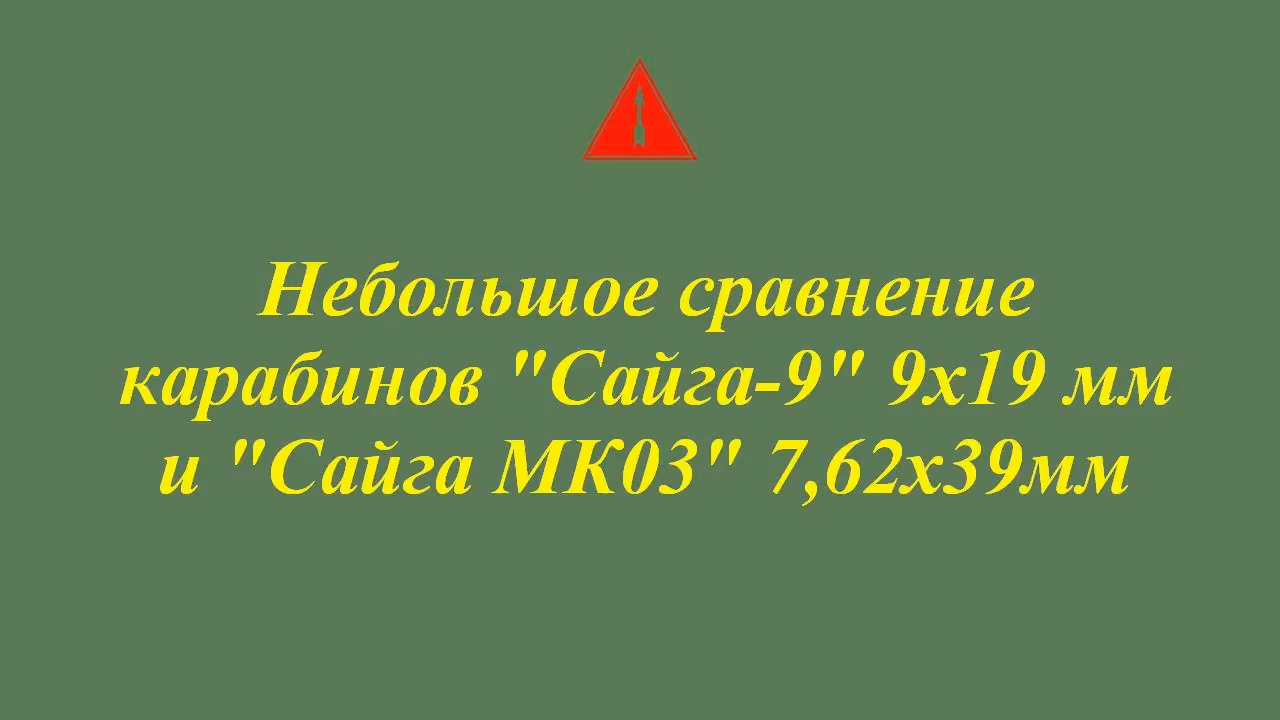 Небольшое сравнение
карабинов "Сайга-9" 9х19 мм
и "Сайга МК03" 7,62х39мм